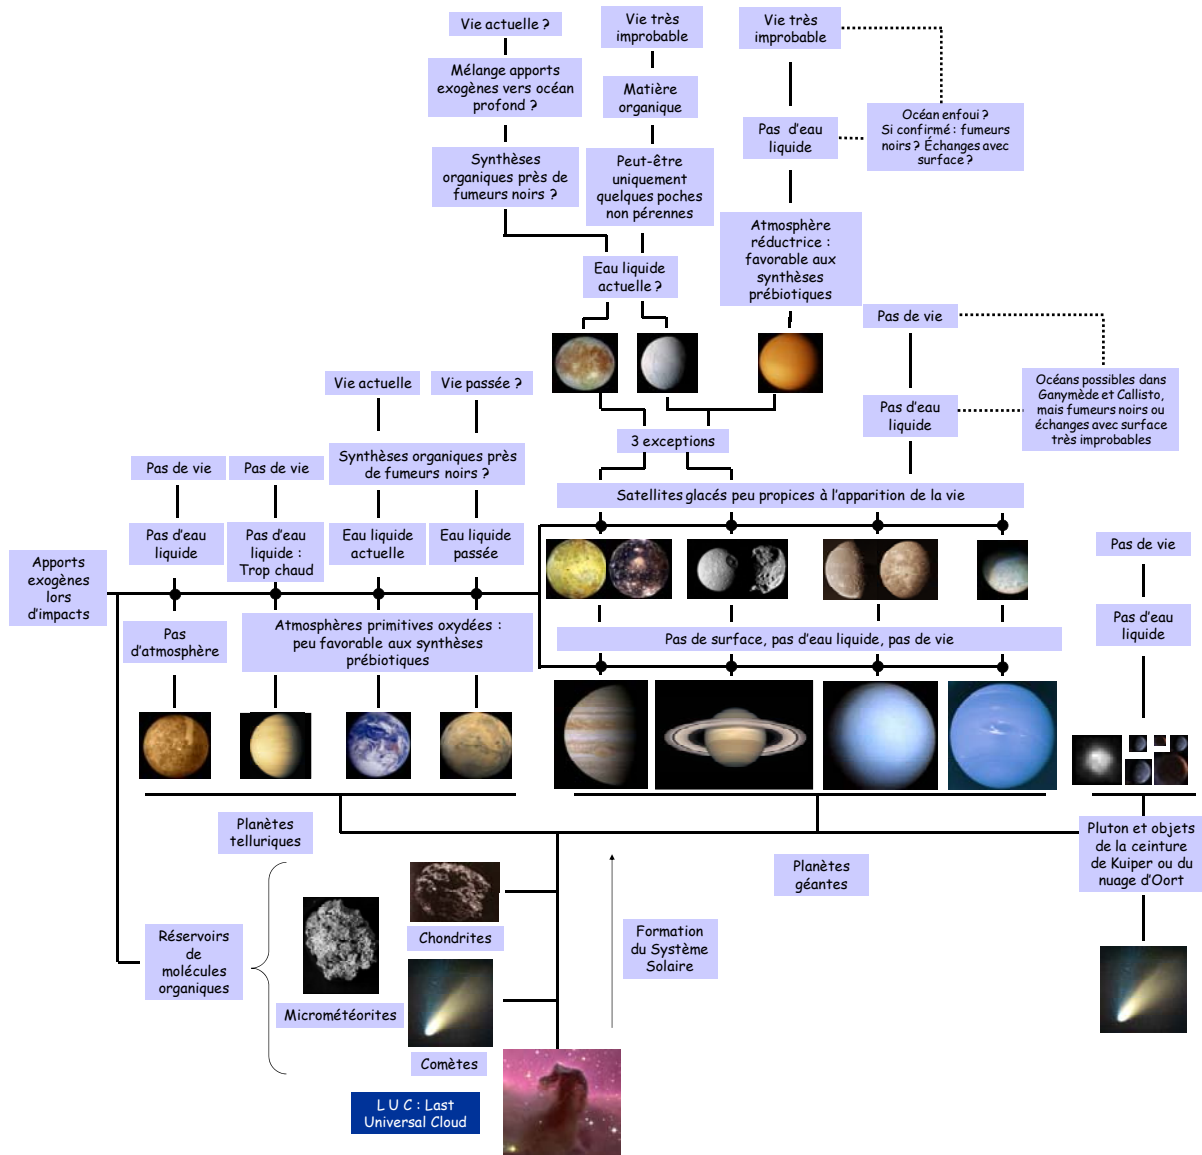 Vie actuelle ?
Mélange apports
exogènes vers océan
profond ?
Synthèses
organiques près de
fumeurs noirs ?
Vie très
improbable
Matière
organique
Peut-être
uniquement
quelques poches
non pérennes
Eau liquide
actuelle ?
Vie très
improbable
Pas d'eau
liquide
Océan enfoui ?
Si confirmé : fumeurs
noirs ? Échanges avec
surface ?
Atmosphère
réductrice :
favorable aux
synthèses
prébiotiques
Pas de vie
Pas d'eau
liquide
Océans possibles dans
Ganymède et Callisto,
mais fumeurs noirs ou
échanges avec surface
très improbables
3 exceptions
Satellites glacés peu propices à l'apparition de la vie
Vie actuelle
Vie passée ?
Synthèses organiques près
de fumeurs noirs ?
Pas de vie
Pas de vie
Pas d'eau
liquide
Pas d'eau
liquide :
Trop chaud
Eau liquide
actuelle
Eau liquide
passée
Apports
exogènes
lors
d'impacts
Pas
d'atmosphère
Atmosphères primitives oxydées :
peu favorable aux synthèses
prébiotiques
Pas de surface, pas d'eau liquide, pas de vie
Pas de vie
Pas d'eau
liquide
Planètes
telluriques
Planètes
géantes
Pluton et objets
de la ceinture
de Kuiper ou du
nuage d'Oort
Réservoirs
de
molécules
organiques
Chondrites
Micrométéorites
Comètes
Formation
du Système
Solaire
L U C : Last
Universal Cloud